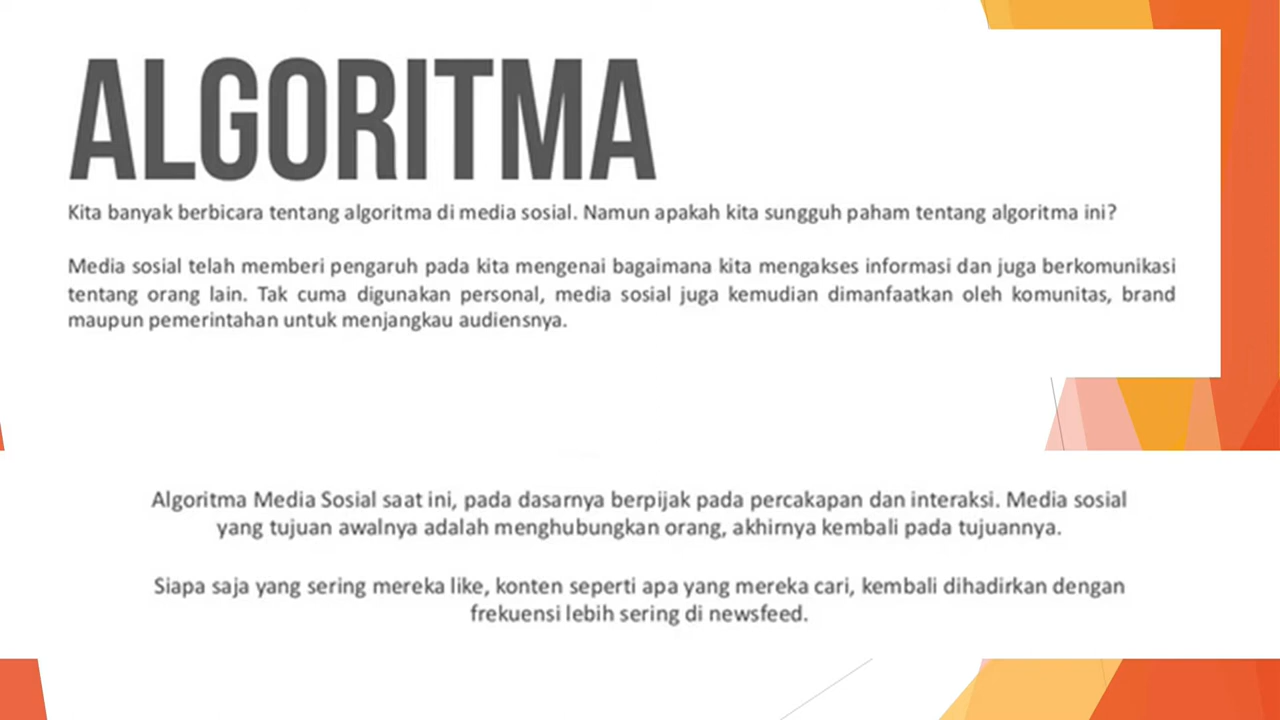 ALGORITMA
Kita banyak berbicara tentang algoritma di media sosial. Namun apakah kita sungguh paham tentang algoritma ini?
Media sosial telah memberi pengaruh pada kita mengenai bagaimana kita mengakses informasi dan juga berkomunikasi
tentang orang lain. Tak cuma digunakan personal, media sosial juga kemudian dimanfaatkan oleh komunitas, brand
maupun pemerintahan untuk menjangkau audiensnya.
Algoritma Media Sosial saat ini, pada dasarnya berpijak pada percakapan dan interaksi. Media sosial
yang tujuan awalnya adalah menghubungkan orang, akhirnya kembali pada tujuannya.
Siapa saja yang sering mereka like, konten seperti apa yang mereka cari, kembali dihadirkan dengan
frekuensi lebih sering di newsfeed.